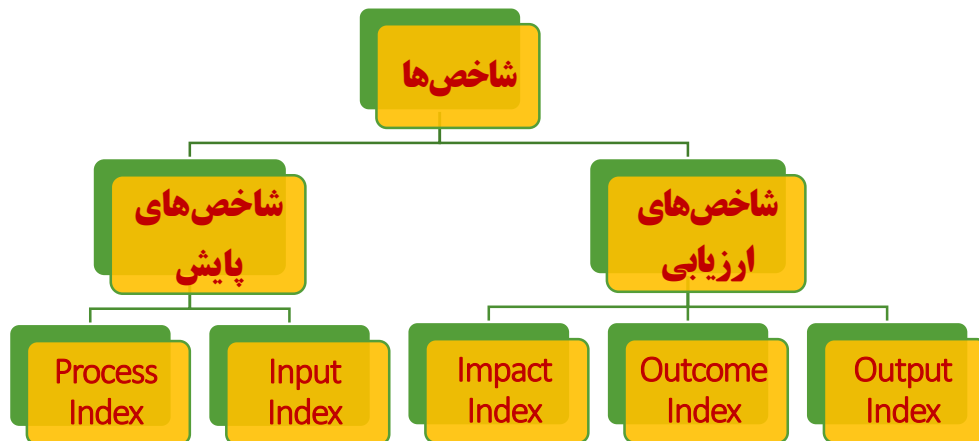 شاخص‌ها
شاخص‌های
ارزیابی
شاخص‌های
پایش
Output
Index
Outcome
Index
Impact
Index
Input
Index
Process
Index